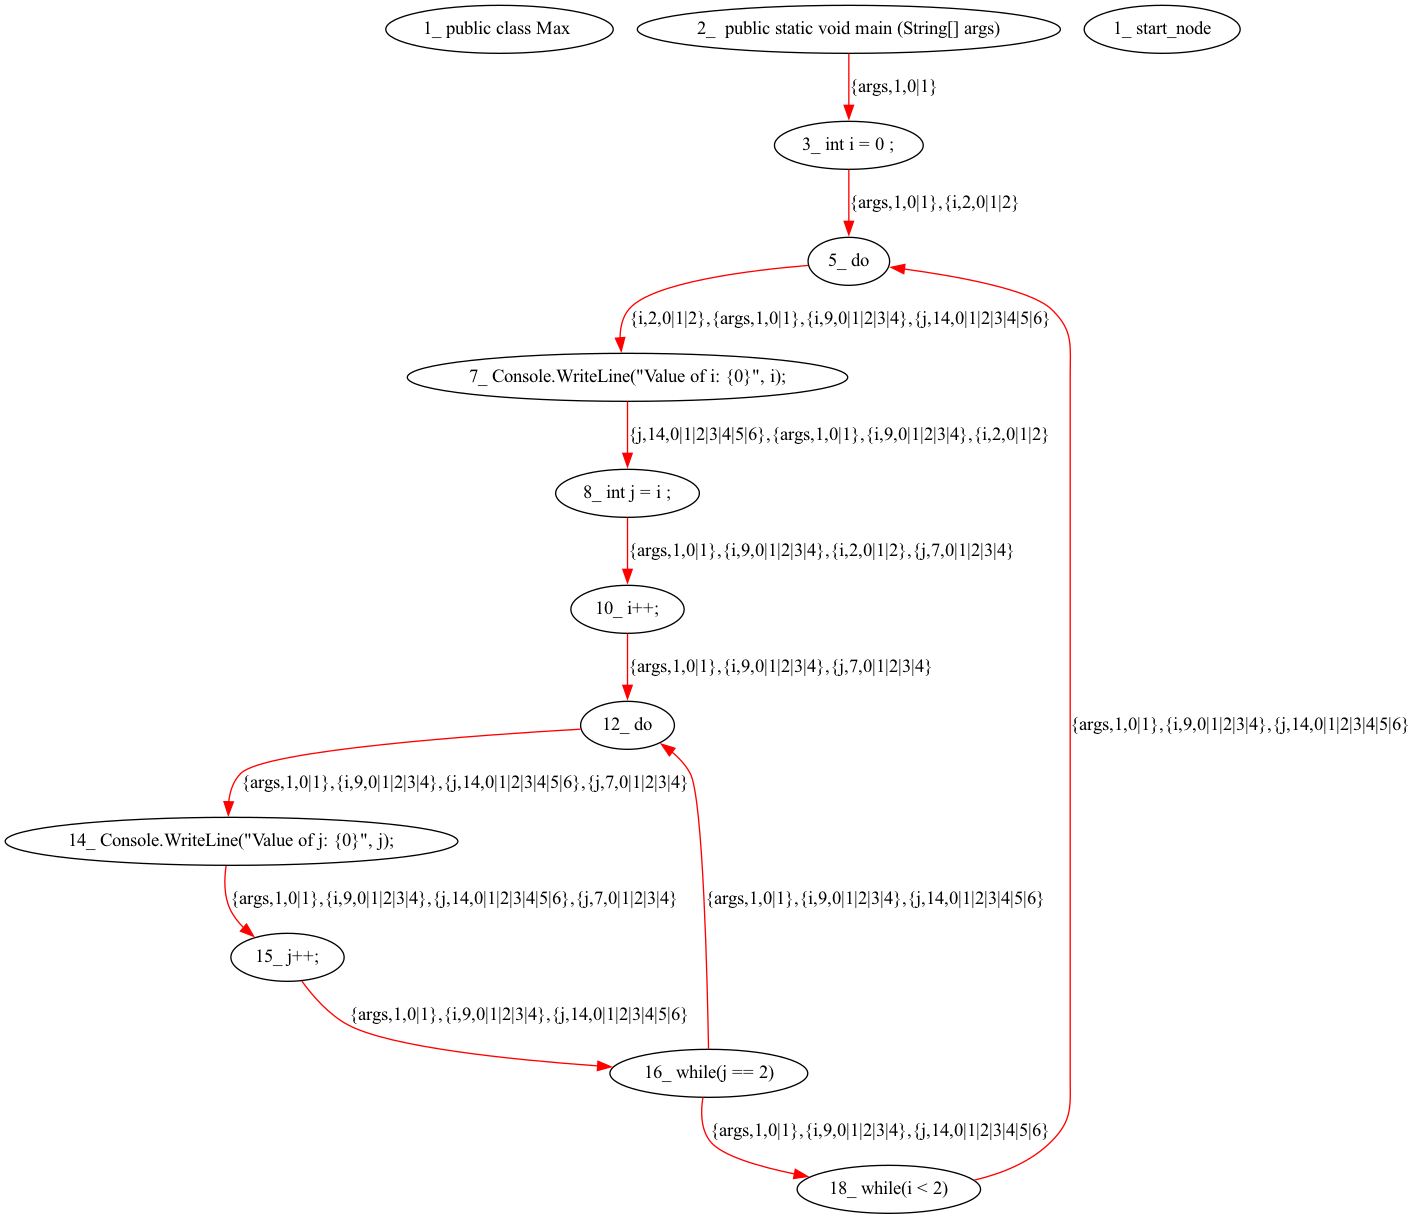 1_ public class Max
2_  public static void main (String[] args)
1_ start_node
{args,1,0|1}
3_ int i = 0 ;
{args,1,0|1},{i,2,0|1|2}
5_ do
{i,2,0|1|2},{args,1,0|1},{i,9,0|1|2|3|4},{j,14,0|1|2|3|4|5|6}
7_ Console.WriteLine("Value of i: {0}", i);
{j,14,0|1|2|3|4|5|6},{args,1,0|1},{i,9,0|1|2|3|4},{i,2,0|1|2}
8_ int j = i ;
{args,1,0|1},{i,9,0|1|2|3|4},{i,2,0|1|2},{j,7,0|1|2|3|4}
10_ i++;
{args,1,0|1},{i,9,0|1|2|3|4},{j,7,0|1|2|3|4}
12_ do
{args,1,0|1},{i,9,0|1|2|3|4},{j,14,0|1|2|3|4|5|6}
{args,1,0|1},{i,9,0|1|2|3|4},{j,14,0|1|2|3|4|5|6},{j,7,0|1|2|3|4}
14_ Console.WriteLine("Value of j: {0}", j);
{args,1,0|1},{i,9,0|1|2|3|4},{j,14,0|1|2|3|4|5|6},{j,7,0|1|2|3|4}
{args,1,0|1},{i,9,0|1|2|3|4},{j,14,0|1|2|3|4|5|6}
15_ j++;
{args,1,0|1},{i,9,0|1|2|3|4},{j,14,0|1|2|3|4|5|6}
16_ while(j == 2)
{args,1,0|1},{i,9,0|1|2|3|4},{j,14,0|1|2|3|4|5|6}
18_ while(i < 2)